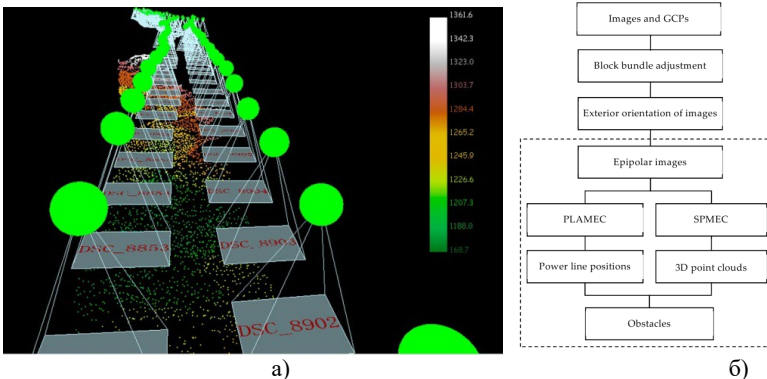 1361.6
1342.3
1323.0
1303.7
1284.4
1265.2
1245.9
1226.6
1207.3
1188.0
DSC_8904
DSC_8853
DSC_8903
DSC_8902
а)
Images and GCPs
Block bundle adjustment
Exterior orientation of images
Epipolar images
PLAMEC
SPMEC
Power line positions
3D point clouds
Obstacles
б)